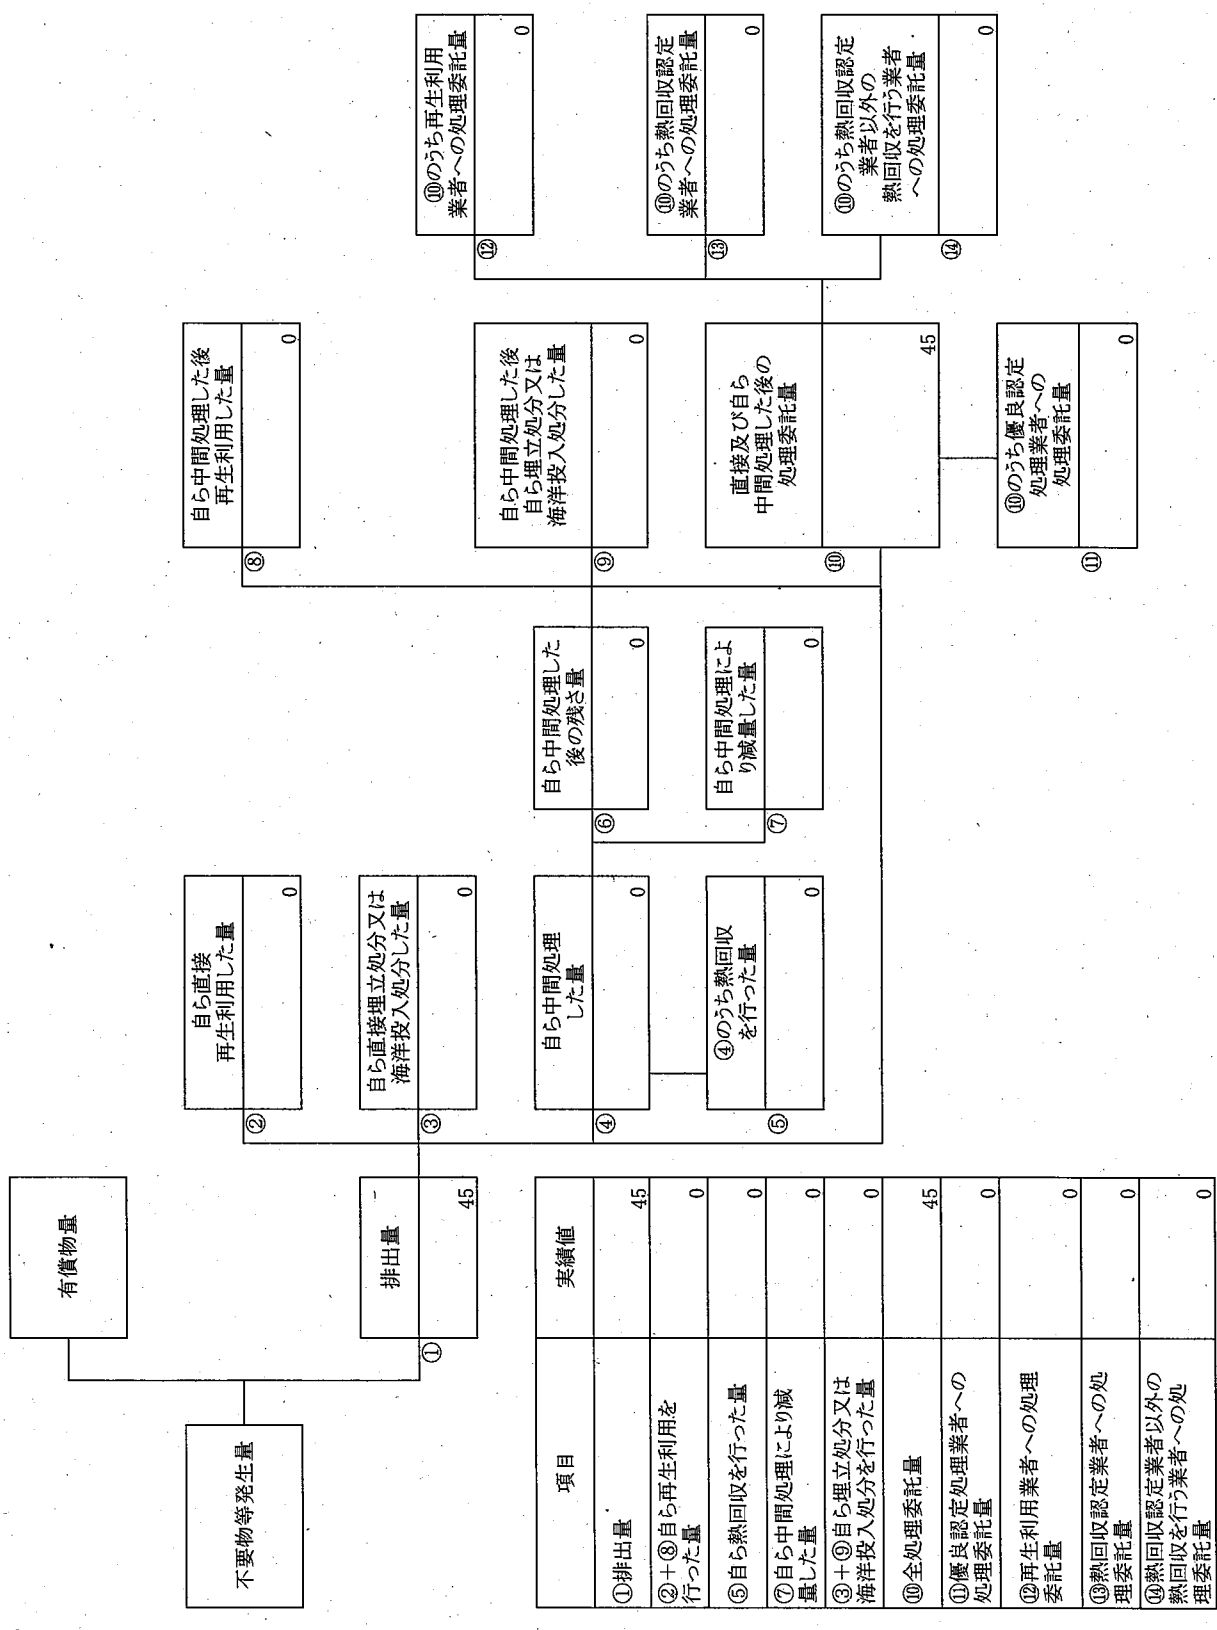 不要物等発生量
有償物量
①
排出量
45
②
自ら直接
再生利用した量
0
③
自ら直接埋立処分又は
海洋投入処分した量
0
④
自ら中間処理
した量
0
⑤
④のうち熱回収
を行った量
0
⑥
自ら中間処理した
後の残さ量
0
⑦
自ら中間処理によ
り減量した量
0
⑧
自ら中間処理した後
再生利用した量
0
⑨
自ら中間処理した後
自ら埋立処分又は
海洋投入処分した量
0
⑩
直接及び自ら
中間処理した後の
処理委託量
45
⑪
⑩のうち優良認定
処理業者への
処理委託量
0
⑫
⑩のうち再生利用
業者への処理委託量
0
⑬
⑩のうち熱回収認定
業者への処理委託量
0
⑭
⑩のうち熱回収認定
業者以外の
熱回収を行う業者
への処理委託量
0
項目
実績値
①排出量
45
②+⑧自ら再生利用を
行った量
0
⑤自ら熱回収を行った量
0
⑦自ら中間処理により減
量した量
0
③+⑨自ら埋立処分又は
海洋投入処分を行った量
0
⑩全処理委託量
45
⑪優良認定処理業者への
処理委託量
0
⑫再生利用業者への処理
委託量
0
⑬熱回収認定業者への処
理委託量
0
⑭熱回収認定業者以外の
熱回収を行う業者への処
理委託量
0